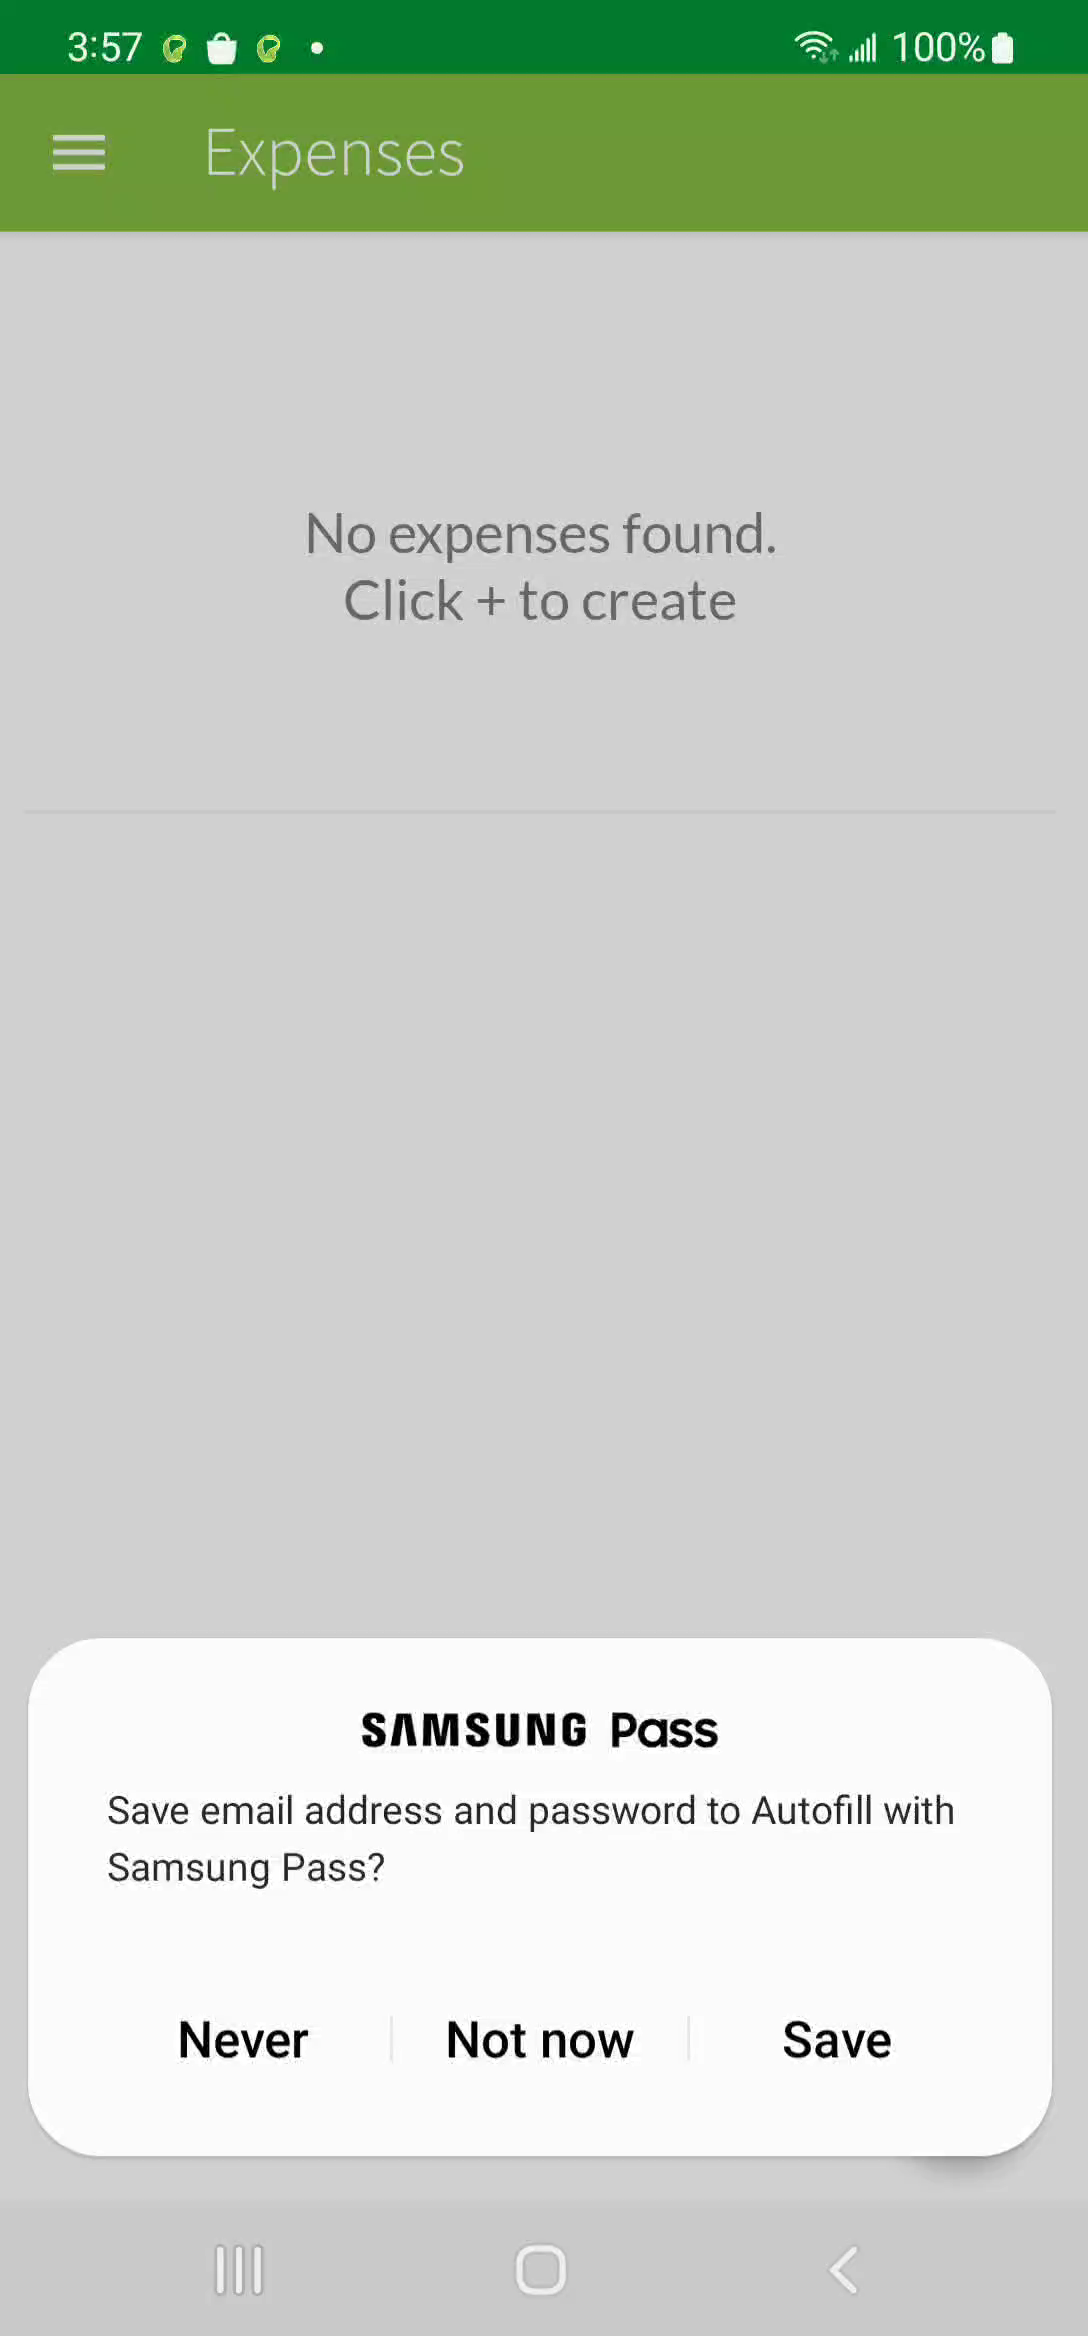 3:57
100%
Expenses
No expenses found.
Click + to create
SAMSUNG Pass
Save email address and password to Autofill with
Samsung Pass?
Never
Not now
Save